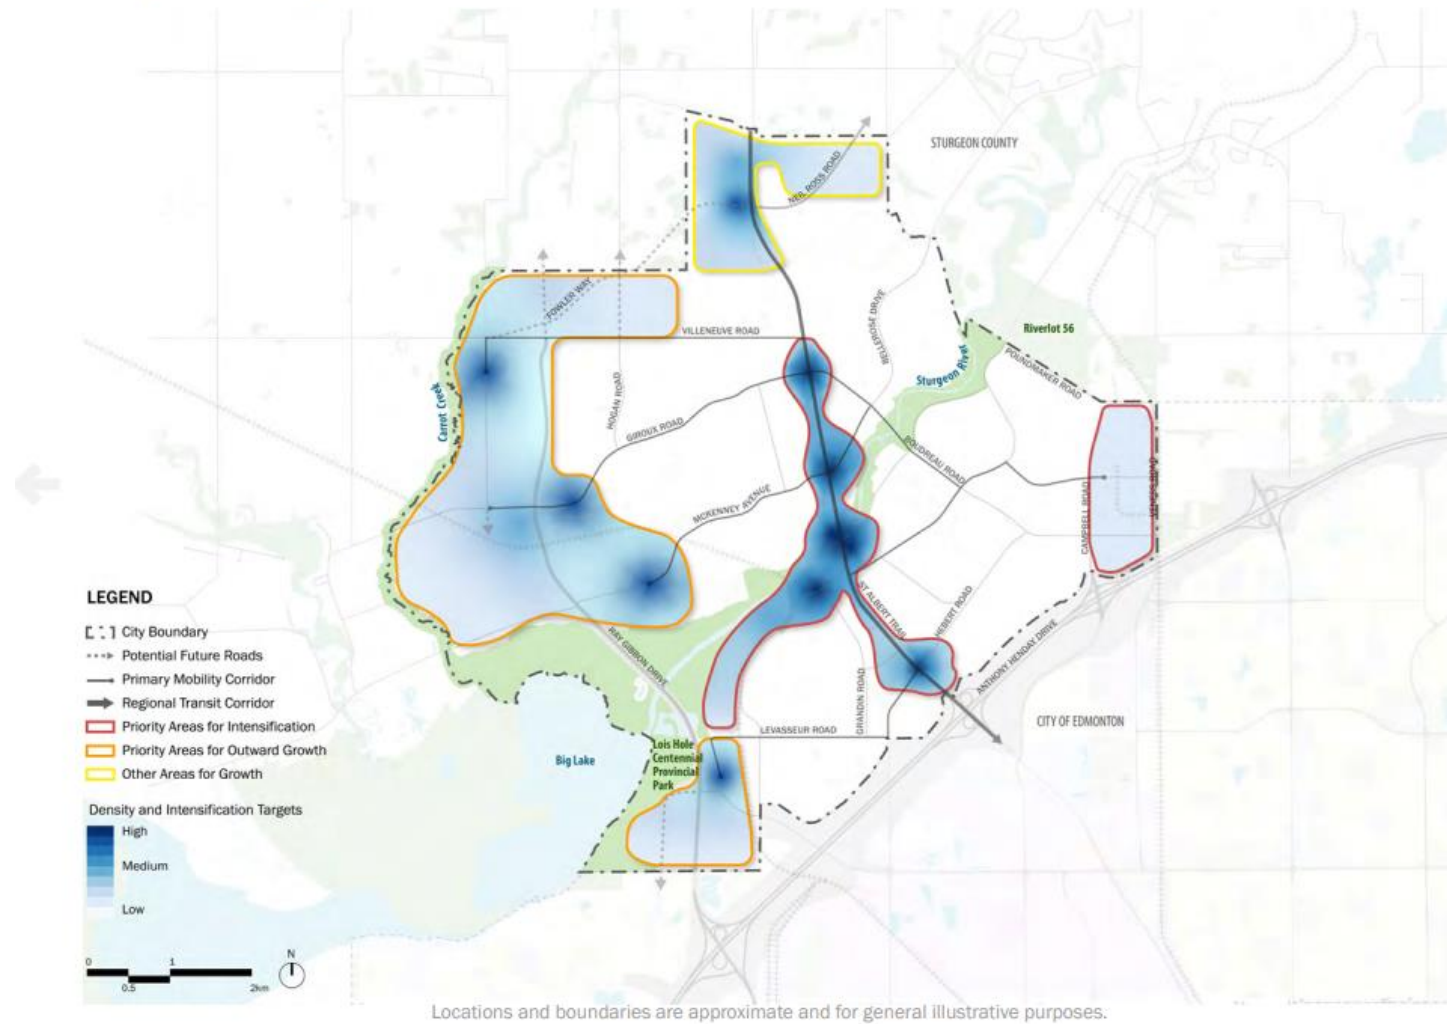 STURGEON COUNTY
NEIL ROSS ROAD
FOWLER WAY
VILLENEUVE ROAD
BELLEROSE DRIVE
Riverlot 56
POUNDMAKER ROAD
Sturgeon River
Carrot Creek
HOGAN ROAD
GIROUX ROAD
BOUDREAU ROAD
MCKENNEY AVENUE
CAMPBELL ROAD
ST ALBERT TRAIL
HEBERT ROAD
RAY GIBBON DRIVE
GRANDIN ROAD
ANTHONY HENDAY DRIVE
LEVASSEUR ROAD
CITY OF EDMONTON
Big Lake
Lois Hole
Centennial
Provincial
Park
LEGEND
City Boundary
Potential Future Roads
Primary Mobility Corridor
Regional Transit Corridor
Priority Areas for Intensification
Priority Areas for Outward Growth
Other Areas for Growth
Density and Intensification Targets
High
Medium
Low
0
1
0.5
2km
N
Locations and boundaries are approximate and for general illustrative purposes.